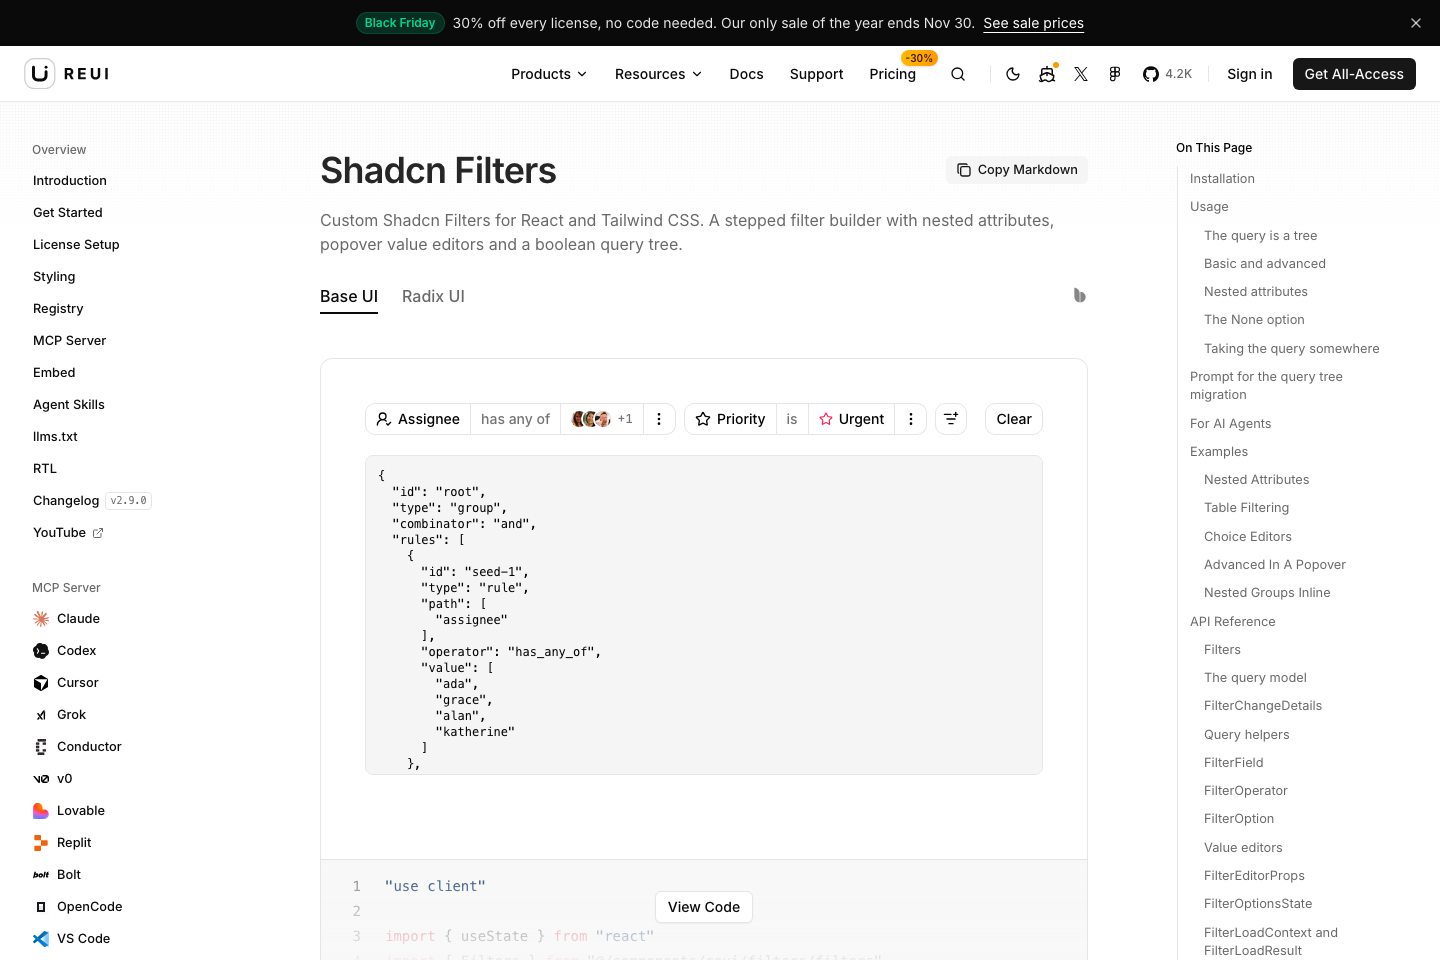 Black Friday 30% off every license, no code needed. Our only sale of the year ends Nov 30. See sale prices
REUI
Products
Resources
Docs
Support
Pricing
-30%
4.2K
Sign in
Get All-Access
Overview
Introduction
Get Started
License Setup
Styling
Registry
MCP Server
Embed
Agent Skills
llms.txt
RTL
Changelog v2.9.0
YouTube
MCP Server
Claude
Codex
Cursor
Grok
Conductor
v0
Lovable
Replit
Bolt
OpenCode
VS Code
Shadcn Filters
Copy Markdown
Custom Shadcn Filters for React and Tailwind CSS. A stepped filter builder with nested attributes,
popover value editors and a boolean query tree.
Base UI
Radix UI
Assignee has any of +1
Priority is Urgent
Clear
{
"id": "root",
"type": "group",
"combinator": "and",
"rules": [
{
"id": "seed-1",
"type": "rule",
"path": [
"assignee"
],
"operator": "has_any_of",
"value": [
"ada",
"grace",
"alan",
"katherine"
]
},
1 "use client"
2
View Code
3 import { useState } from "react"
4 import { Filters } from "@/components/reui/filters/filters"
On This Page
Installation
Usage
The query is a tree
Basic and advanced
Nested attributes
The None option
Taking the query somewhere
Prompt for the query tree
migration
For AI Agents
Examples
Nested Attributes
Table Filtering
Choice Editors
Advanced In A Popover
Nested Groups Inline
API Reference
Filters
The query model
FilterChangeDetails
Query helpers
FilterField
FilterOperator
FilterOption
Value editors
FilterEditorProps
FilterOptionsState
FilterLoadContext and
FilterLoadResult